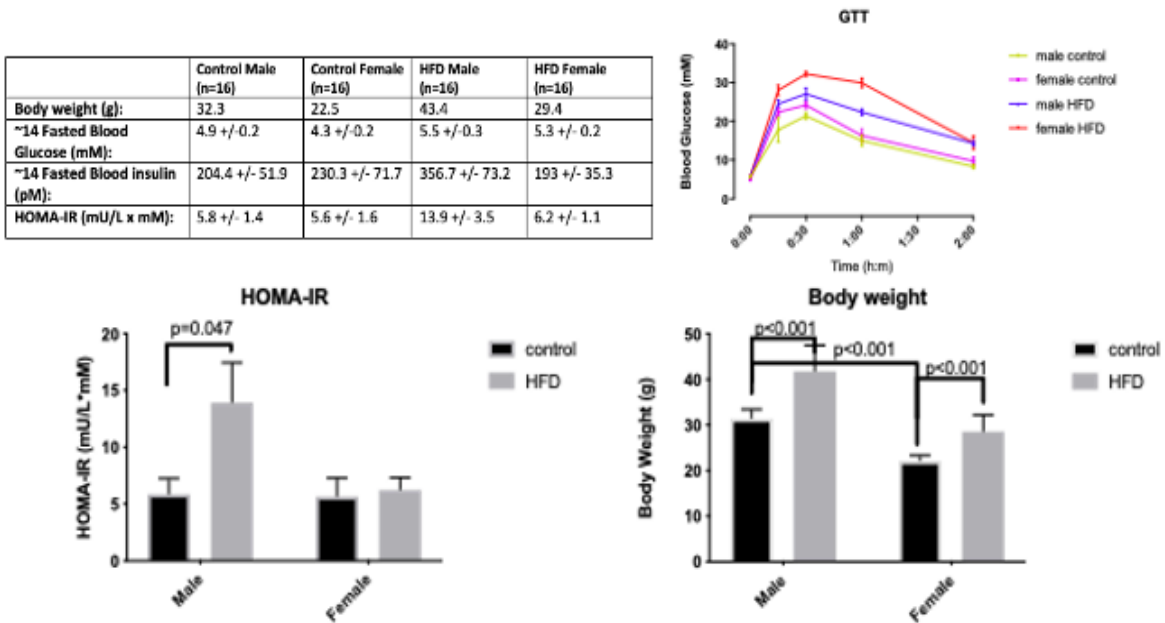 Control Male (n=16) Control Female (n=16) HFD Male (n=16) HFD Female (n=16)
Body weight (g): 32.3 22.5 43.4 29.4
~14 Fasted Blood Glucose (mM): 4.9 +/-0.2 4.3 +/-0.2 5.5 +/-0.3 5.3 +/- 0.2
~14 Fasted Blood insulin (pM): 204.4 +/- 51.9 230.3 +/- 71.7 356.7 +/- 73.2 193 +/- 35.3
HOMA-IR (mU/L x mM): 5.8 +/- 1.4 5.6 +/- 1.6 13.9 +/- 3.5 6.2 +/- 1.1
GTT
Blood Glucose (mM)
40
30
20
10
0
0:00 0:30 1:00 1:30 2:00
Time (h:m)
male control
female control
male HFD
female HFD
HOMA-IR
HOMA-IR (mU/L*mM)
20
15
10
5
0
p=0.047
Male Female
control
HFD
Body weight
Body Weight (g)
50
40
30
20
10
0
p<0.001
p<0.001
p<0.001
Male Female
control
HFD